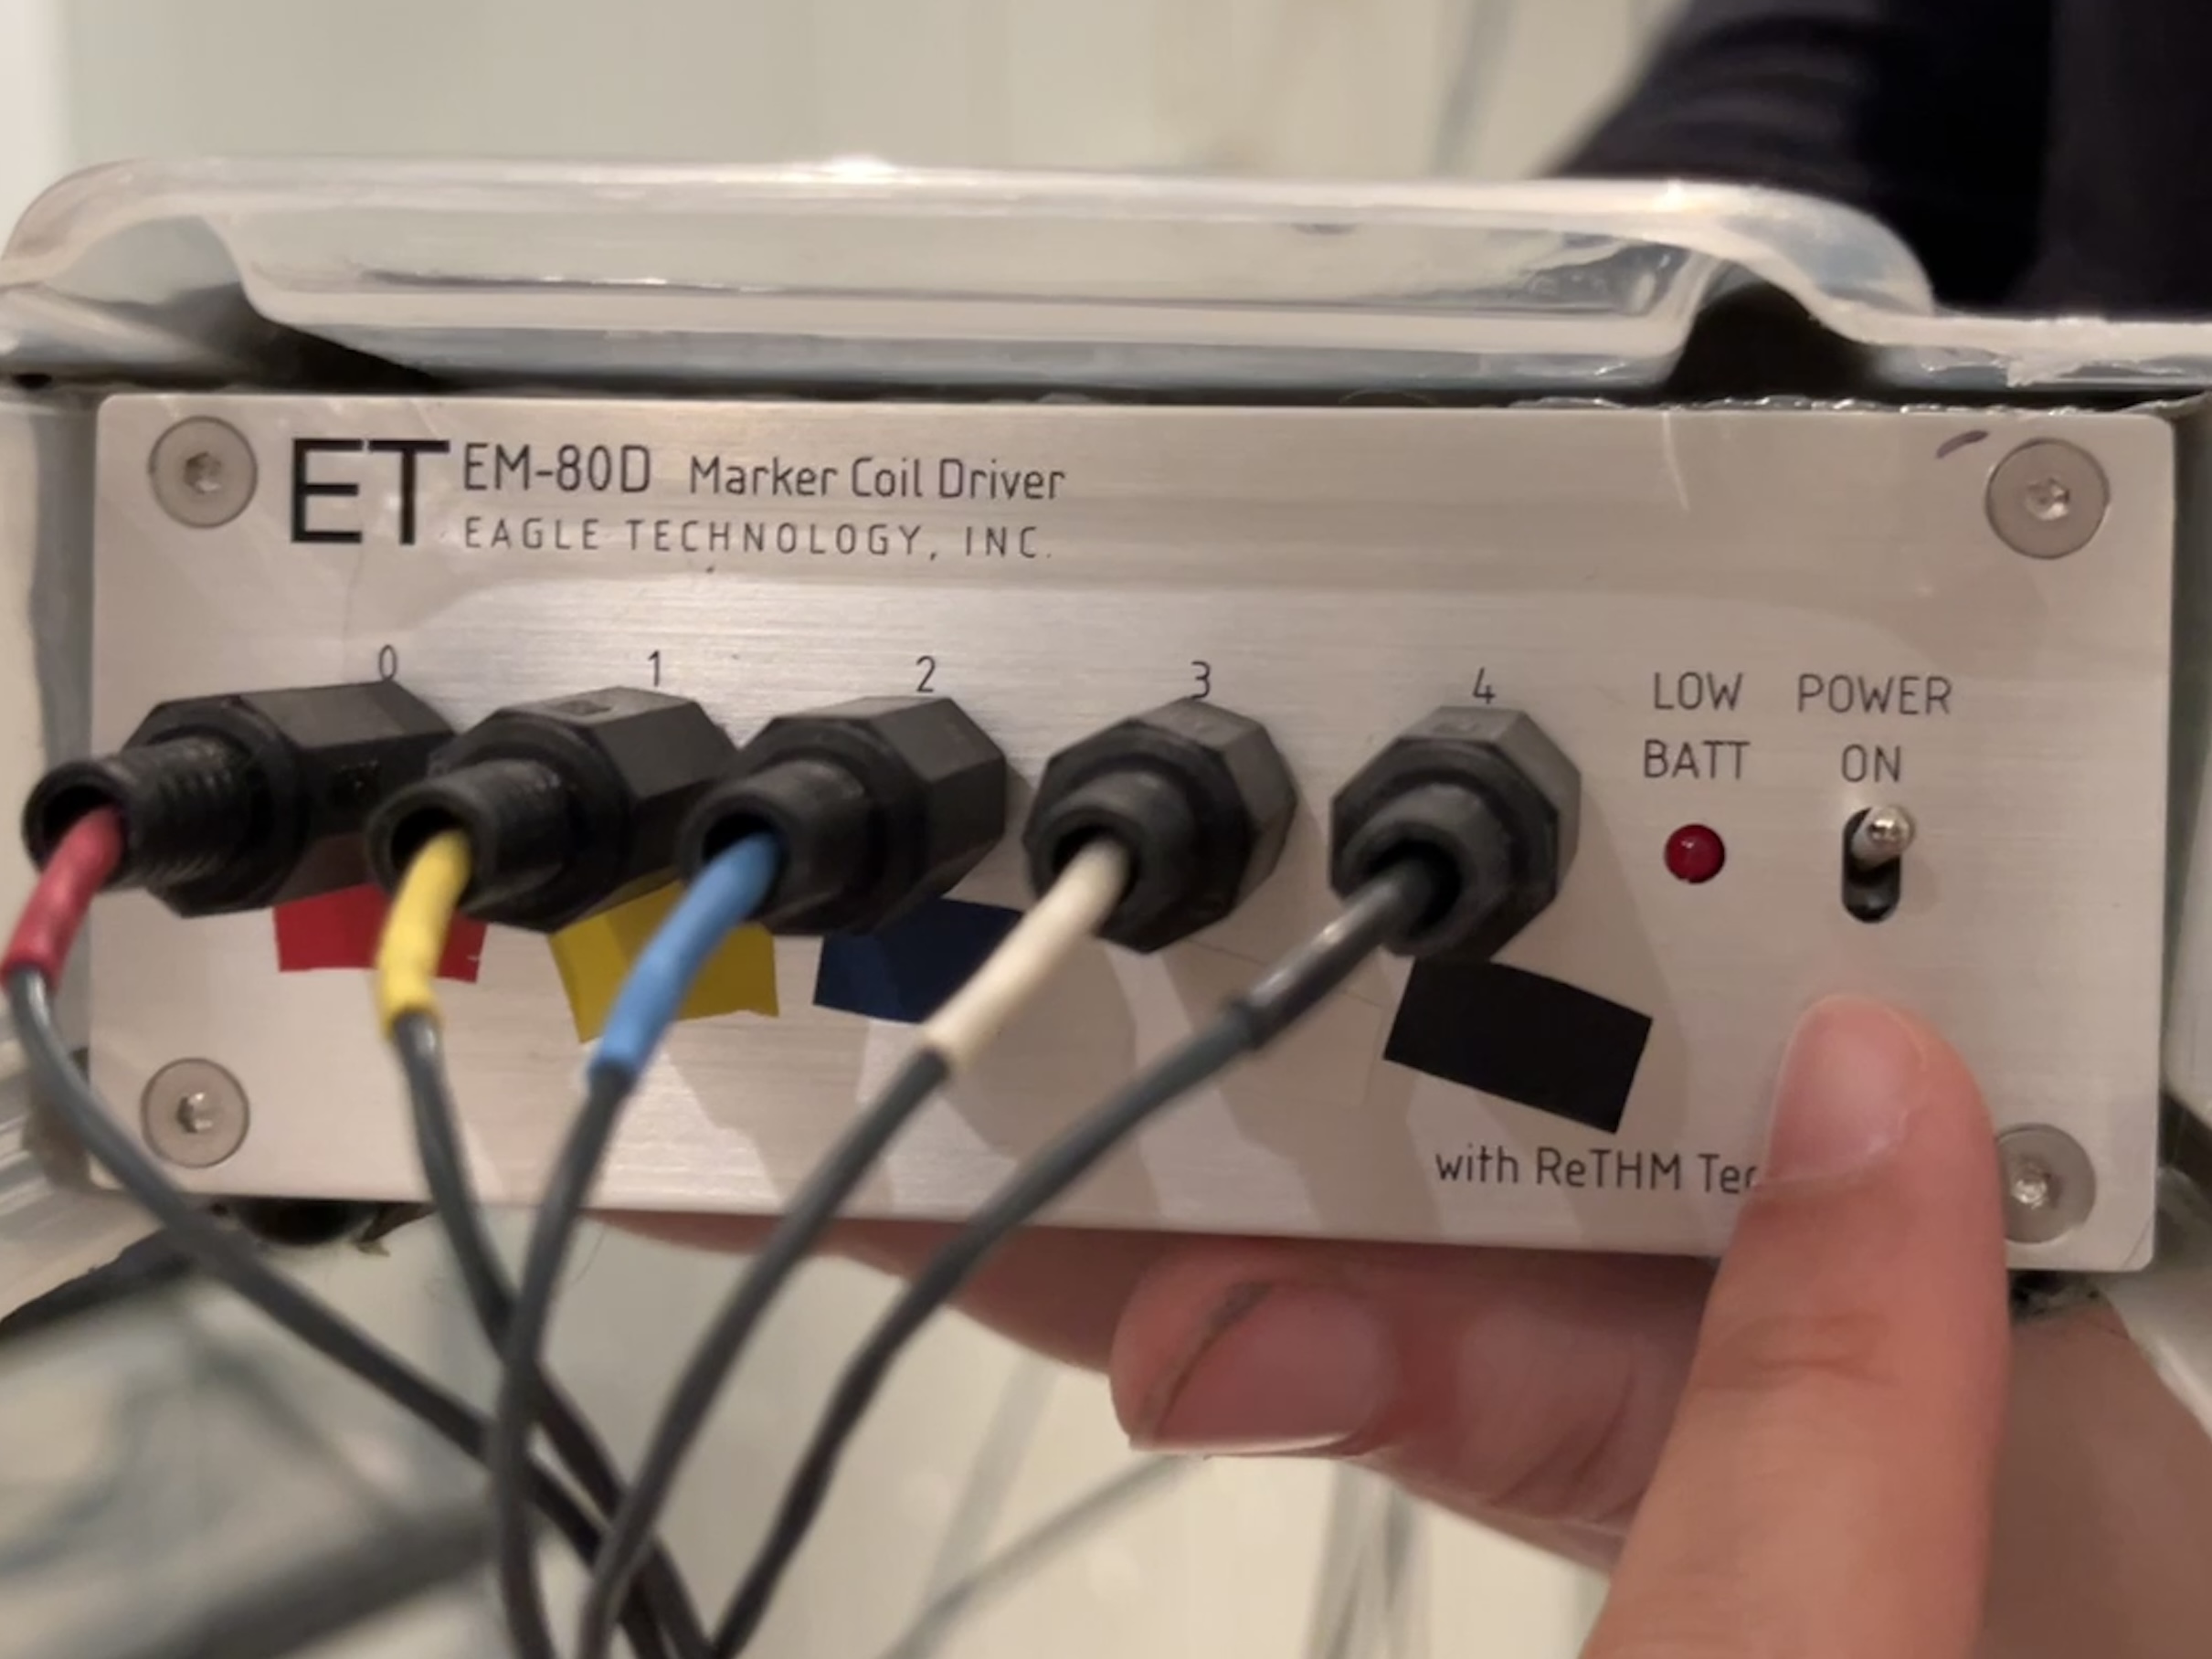 ET EM-80D Marker Coil Driver
EAGLE TECHNOLOGY, INC.
0 1 2 3 4
LOW POWER
BATT ON
with ReTHM